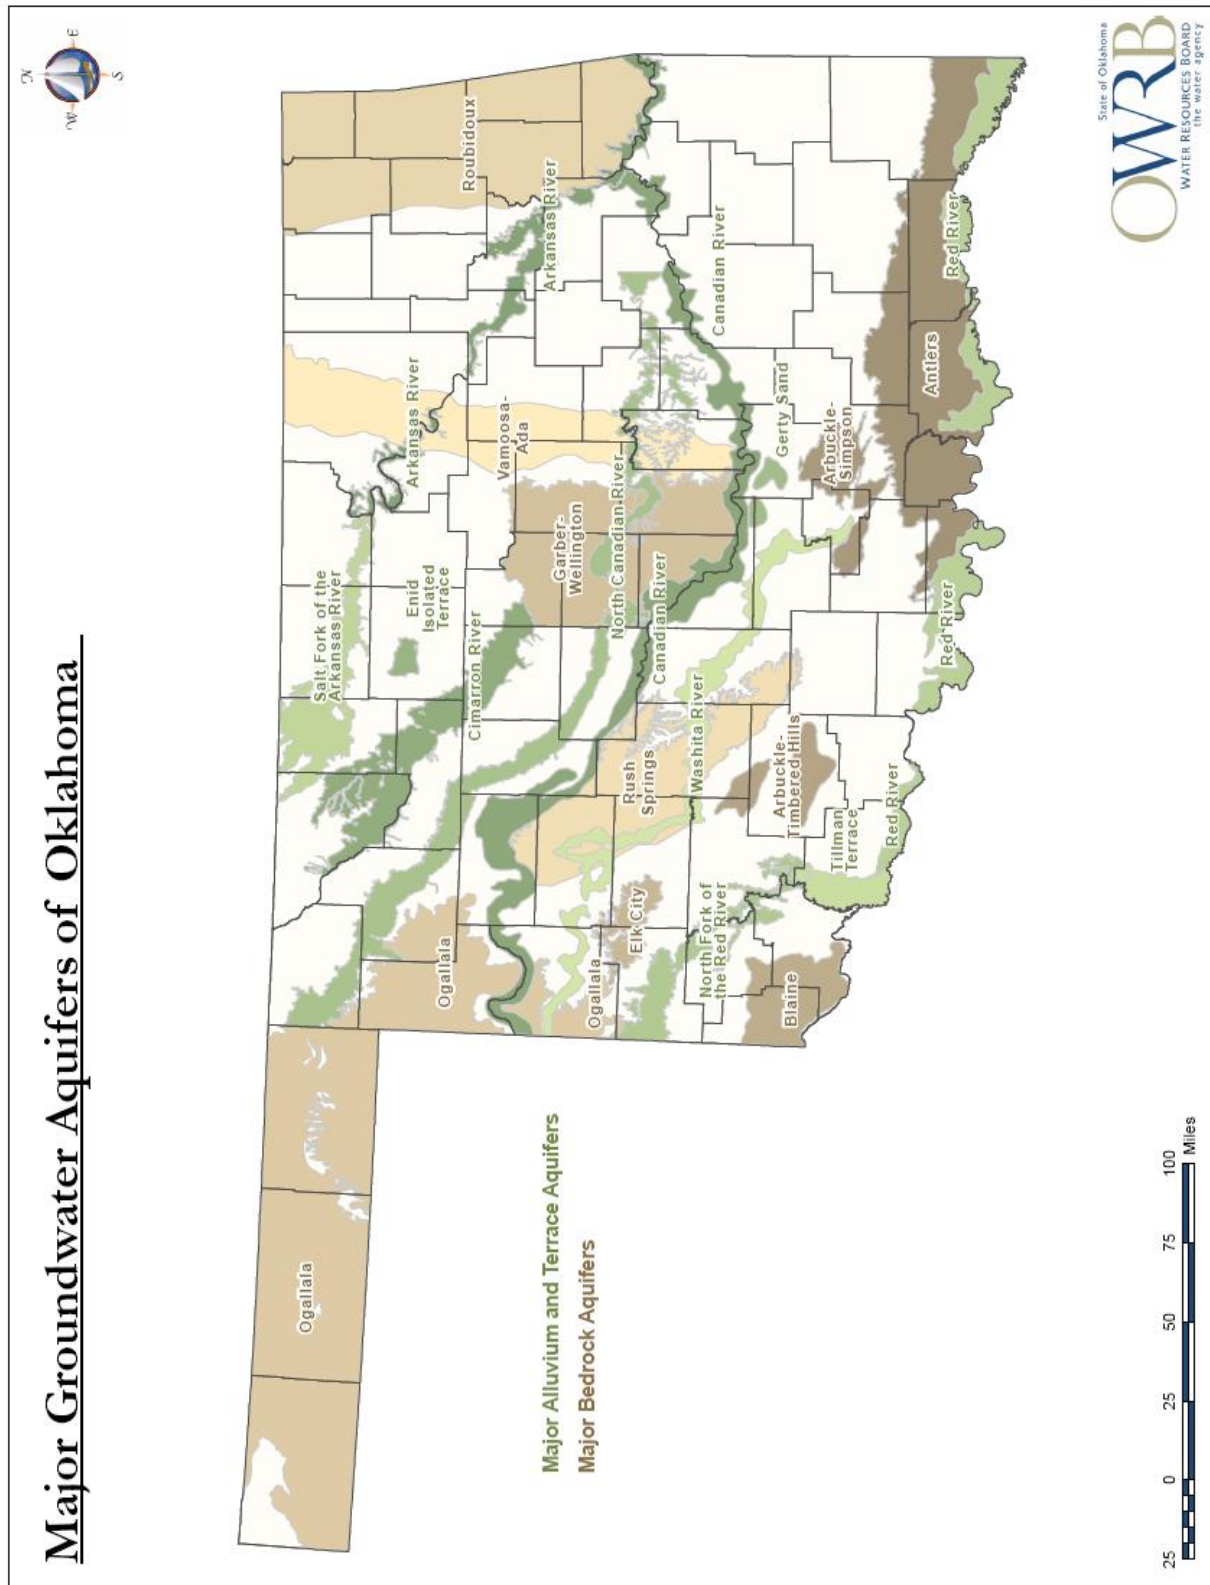 Major Groundwater Aquifers of Oklahoma
N
W
E
S
Ogallala
Ogallala
Ogallala
Salt Fork of the
Arkansas River
Enid
Isolated
Terrace
Cimarron River
Arkansas River
Vamoosa-
Ada
Roubidoux
Arkansas River
Garber-
Wellington
North Canadian River
Canadian River
Canadian River
Elk City
Rush
Springs
Washita River
North Fork of
the Red River
Blaine
Arbuckle-
Timbered Hills
Tillman
Terrace
Red River
Gerty Sand
Arbuckle-
Simpson
Antlers
Red River
Red River
Major Alluvium and Terrace Aquifers
Major Bedrock Aquifers
25 0 25 50 75 100
Miles
State of Oklahoma
OWRB
WATER RESOURCES BOARD
the water agency